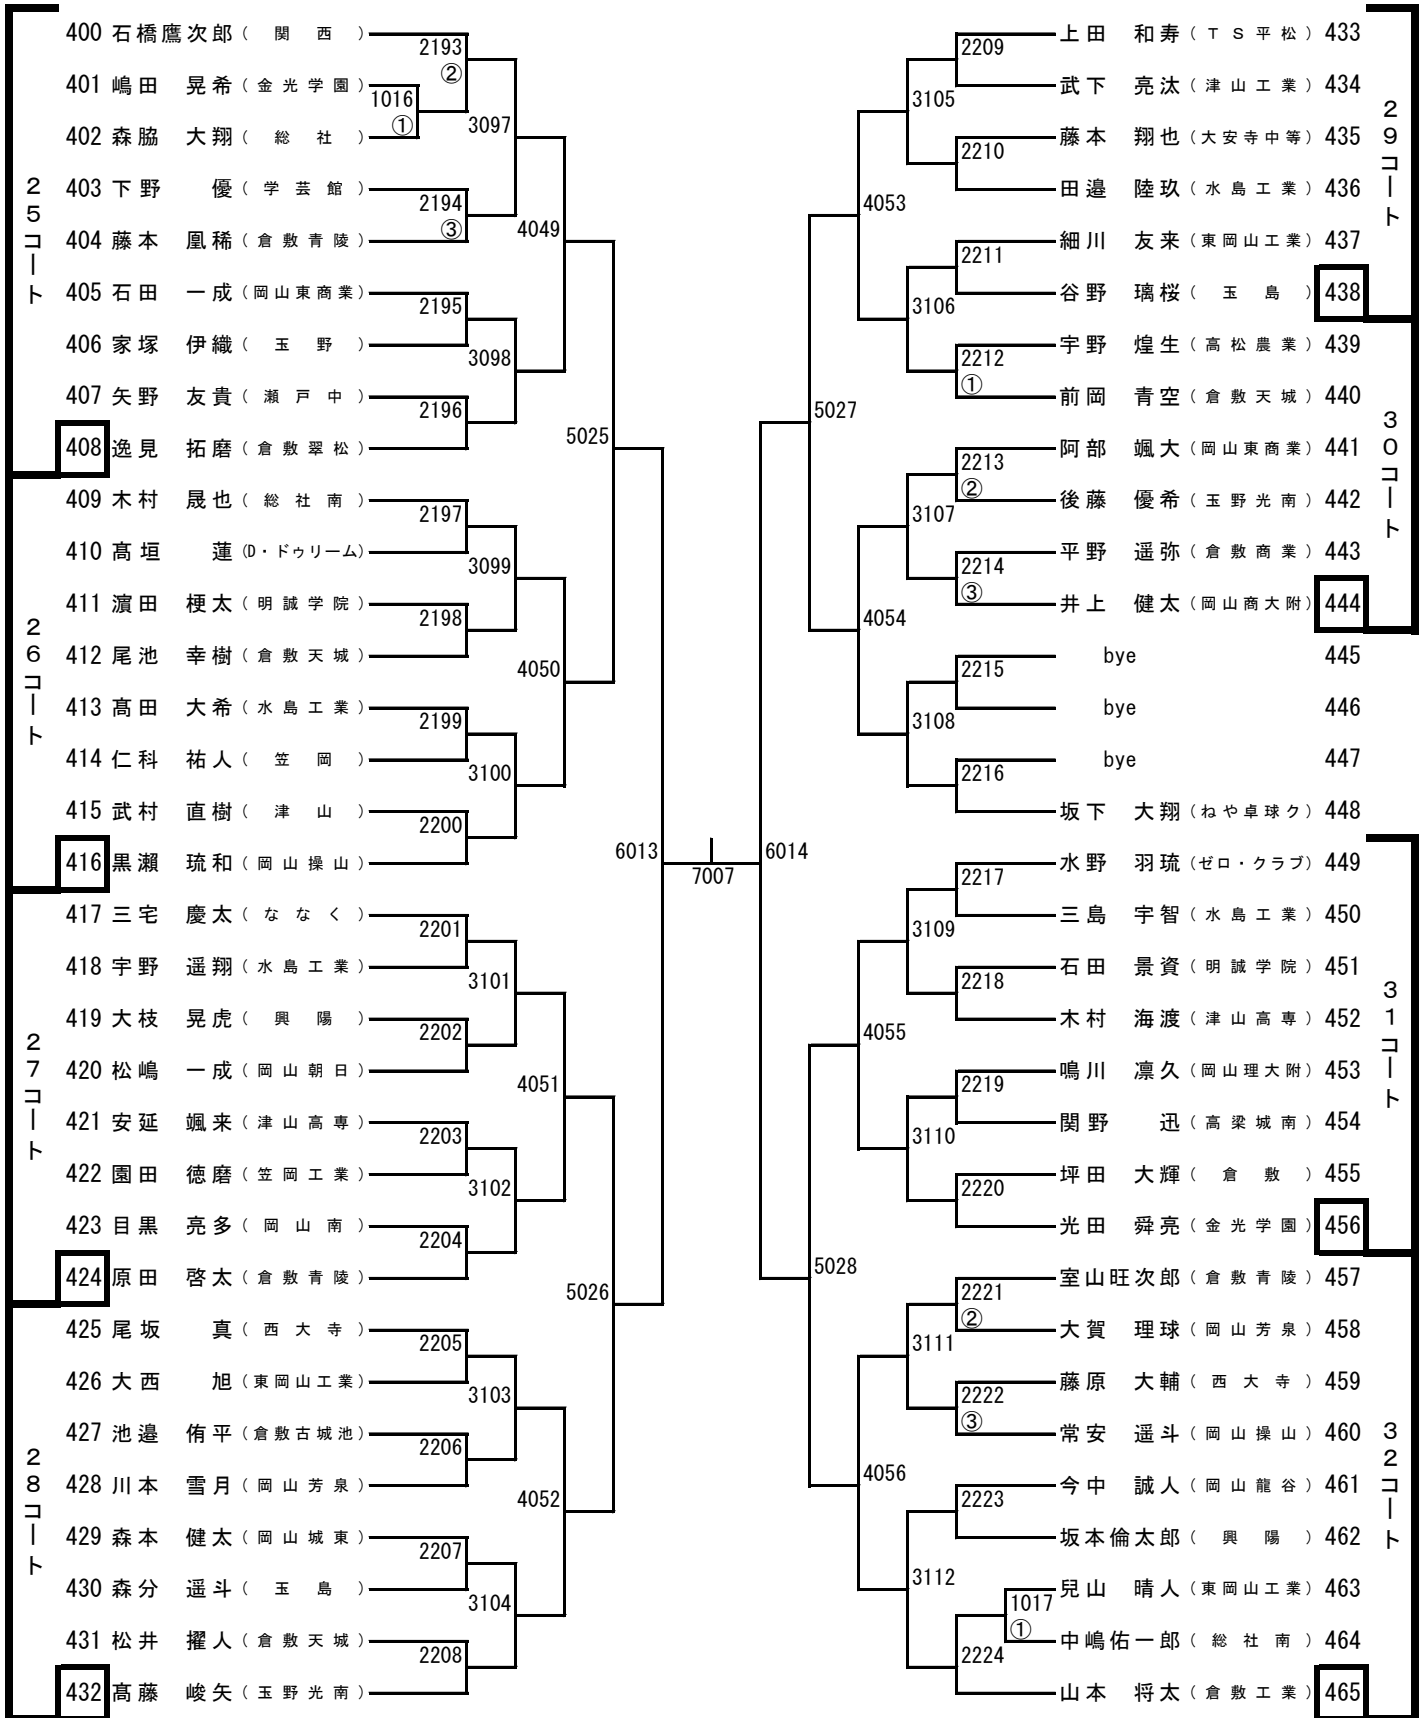 25コート
400 石橋鷹次郎（関西）
401 嶋田 晃希（金光学園）
402 森脇 大翔（総社）
403 下野 優（学芸館）
404 藤本 凰稀（倉敷青陵）
405 石田 一成（岡山東商業）
406 家塚 伊織（玉野）
407 矢野 友貴（瀬戸中）
408 逸見 拓磨（倉敷翠松）
26コート
409 木村 晟也（総社南）
410 髙垣 蓮（D・ドゥリーム）
411 濵田 梗太（明誠学院）
412 尾池 幸樹（倉敷天城）
413 髙田 大希（水島工業）
414 仁科 祐人（笠岡）
415 武村 直樹（津山）
416 黒瀬 琉和（岡山操山）
27コート
417 三宅 慶太（ななく）
418 宇野 遥翔（水島工業）
419 大枝 晃虎（興陽）
420 松嶋 一成（岡山朝日）
421 安延 颯来（津山高専）
422 園田 徳磨（笠岡工業）
423 目黒 亮多（岡山南）
424 原田 啓太（倉敷青陵）
28コート
425 尾坂 真（西大寺）
426 大西 旭（東岡山工業）
427 池邉 侑平（倉敷古城池）
428 川本 雪月（岡山芳泉）
429 森本 健太（岡山城東）
430 森分 遥斗（玉島）
431 松井 擢人（倉敷天城）
432 髙藤 峻矢（玉野光南）
1016
①
2193
②
2194
③
2195
2196
2197
2198
2199
2200
2201
2202
2203
2204
2205
2206
2207
2208
3097
3098
3099
3100
3101
3102
3103
3104
4049
4050
4051
4052
5025
5026
6013
7007
6014
5027
5028
4053
4054
4055
4056
3105
3106
3107
3108
3109
3110
3111
3112
2209
2210
2211
2212
①
2213
②
2214
③
2215
2216
2217
2218
2219
2220
2221
②
2222
③
2223
2224
1017
①
29コート
上田 和寿（TS平松）433
武下 亮汰（津山工業）434
藤本 翔也（大安寺中等）435
田邉 陸玖（水島工業）436
細川 友来（東岡山工業）437
谷野 璃桜（玉島）438
30コート
宇野 煌生（高松農業）439
前岡 青空（倉敷天城）440
阿部 颯大（岡山東商業）441
後藤 優希（玉野光南）442
平野 遥弥（倉敷商業）443
井上 健太（岡山商大附）444
bye 445
bye 446
bye 447
坂下 大翔（ねや卓球ク）448
31コート
水野 羽琉（ゼロ・クラブ）449
三島 宇智（水島工業）450
石田 景資（明誠学院）451
木村 海渡（津山高専）452
鳴川 凛久（岡山理大附）453
関野 迅（高梁城南）454
坪田 大輝（倉敷）455
光田 舜亮（金光学園）456
32コート
室山旺次郎（倉敷青陵）457
大賀 理球（岡山芳泉）458
藤原 大輔（西大寺）459
常安 遥斗（岡山操山）460
今中 誠人（岡山龍谷）461
坂本倫太郎（興陽）462
兒山 晴人（東岡山工業）463
中嶋佑一郎（総社南）464
山本 将太（倉敷工業）465